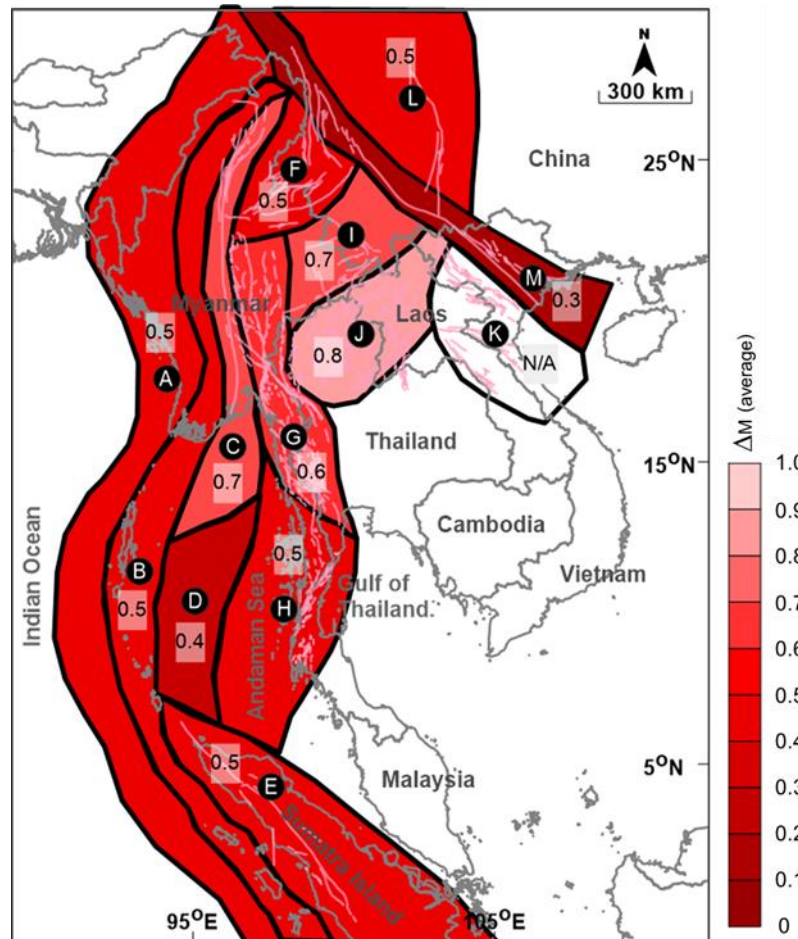 N
300 km
0.5
L
China
25°N
F
0.5
I
0.7
M
0.3
Myanmar
Laos
0.5
J
K
0.8
N/A
A
G
C
Thailand
0.6
15°N
0.7
Cambodia
0.5
B
Vietnam
D
H
Gulf of
Thailand.
0.5
0.4
Indian Ocean
Andaman Sea
0.5
5°N
E
Malaysia
Sumatra Island
95°E
105°E
ΔM (average)
1.0
0.9
0.8
0.7
0.6
0.5
0.4
0.3
0.2
0.1
0